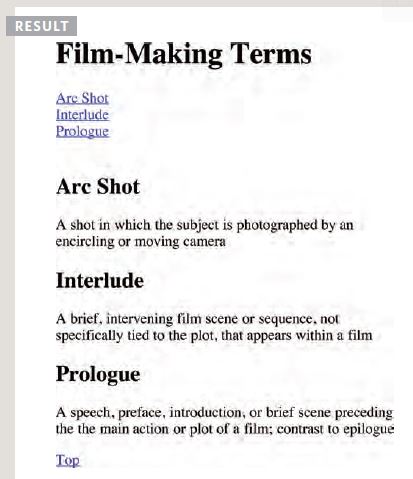 RESULT
Film-Making Terms
Arc Shot
Interlude
Prologue
Arc Shot
A shot in which the subject is photographed by an
encircling or moving camera
Interlude
A brief, intervening film scene or sequence, not
specifically tied to the plot, that appears within a film
Prologue
A speech, preface, introduction, or brief scene preceding
the the main action or plot of a film; contrast to epilogue
Top